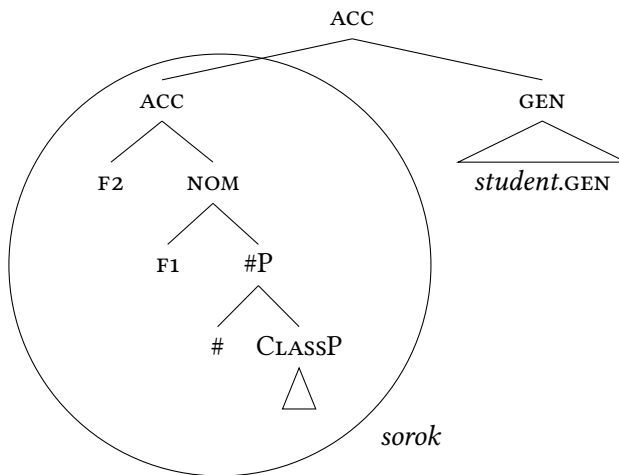 ACC
ACC GEN
F2 NOM student.GEN
F1 #P
# CLASSP
sorok